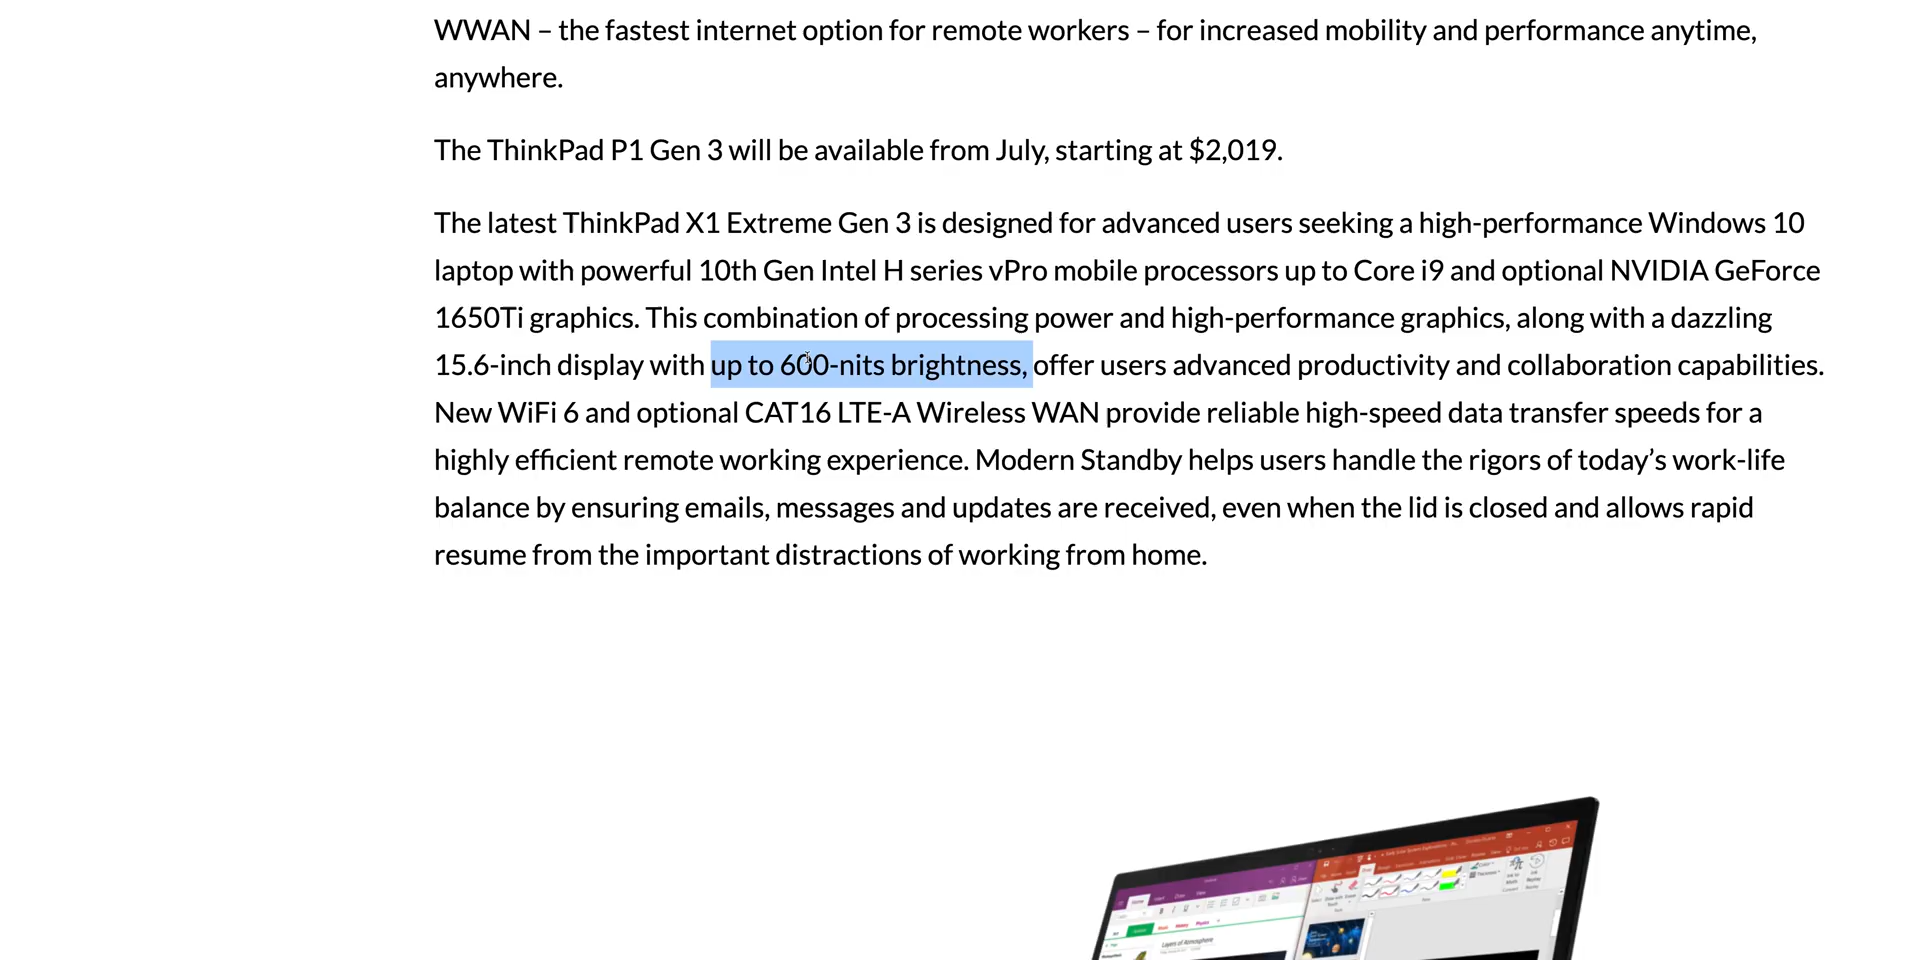 WWAN – the fastest internet option for remote workers – for increased mobility and performance anytime,
anywhere.
The ThinkPad P1 Gen 3 will be available from July, starting at $2,019.
The latest ThinkPad X1 Extreme Gen 3 is designed for advanced users seeking a high-performance Windows 10
laptop with powerful 10th Gen Intel H series vPro mobile processors up to Core i9 and optional NVIDIA GeForce
1650Ti graphics. This combination of processing power and high-performance graphics, along with a dazzling
15.6-inch display with up to 600-nits brightness, offer users advanced productivity and collaboration capabilities.
New WiFi 6 and optional CAT16 LTE-A Wireless WAN provide reliable high-speed data transfer speeds for a
highly efficient remote working experience. Modern Standby helps users handle the rigors of today’s work-life
balance by ensuring emails, messages and updates are received, even when the lid is closed and allows rapid
resume from the important distractions of working from home.
Layers of Atmosphere